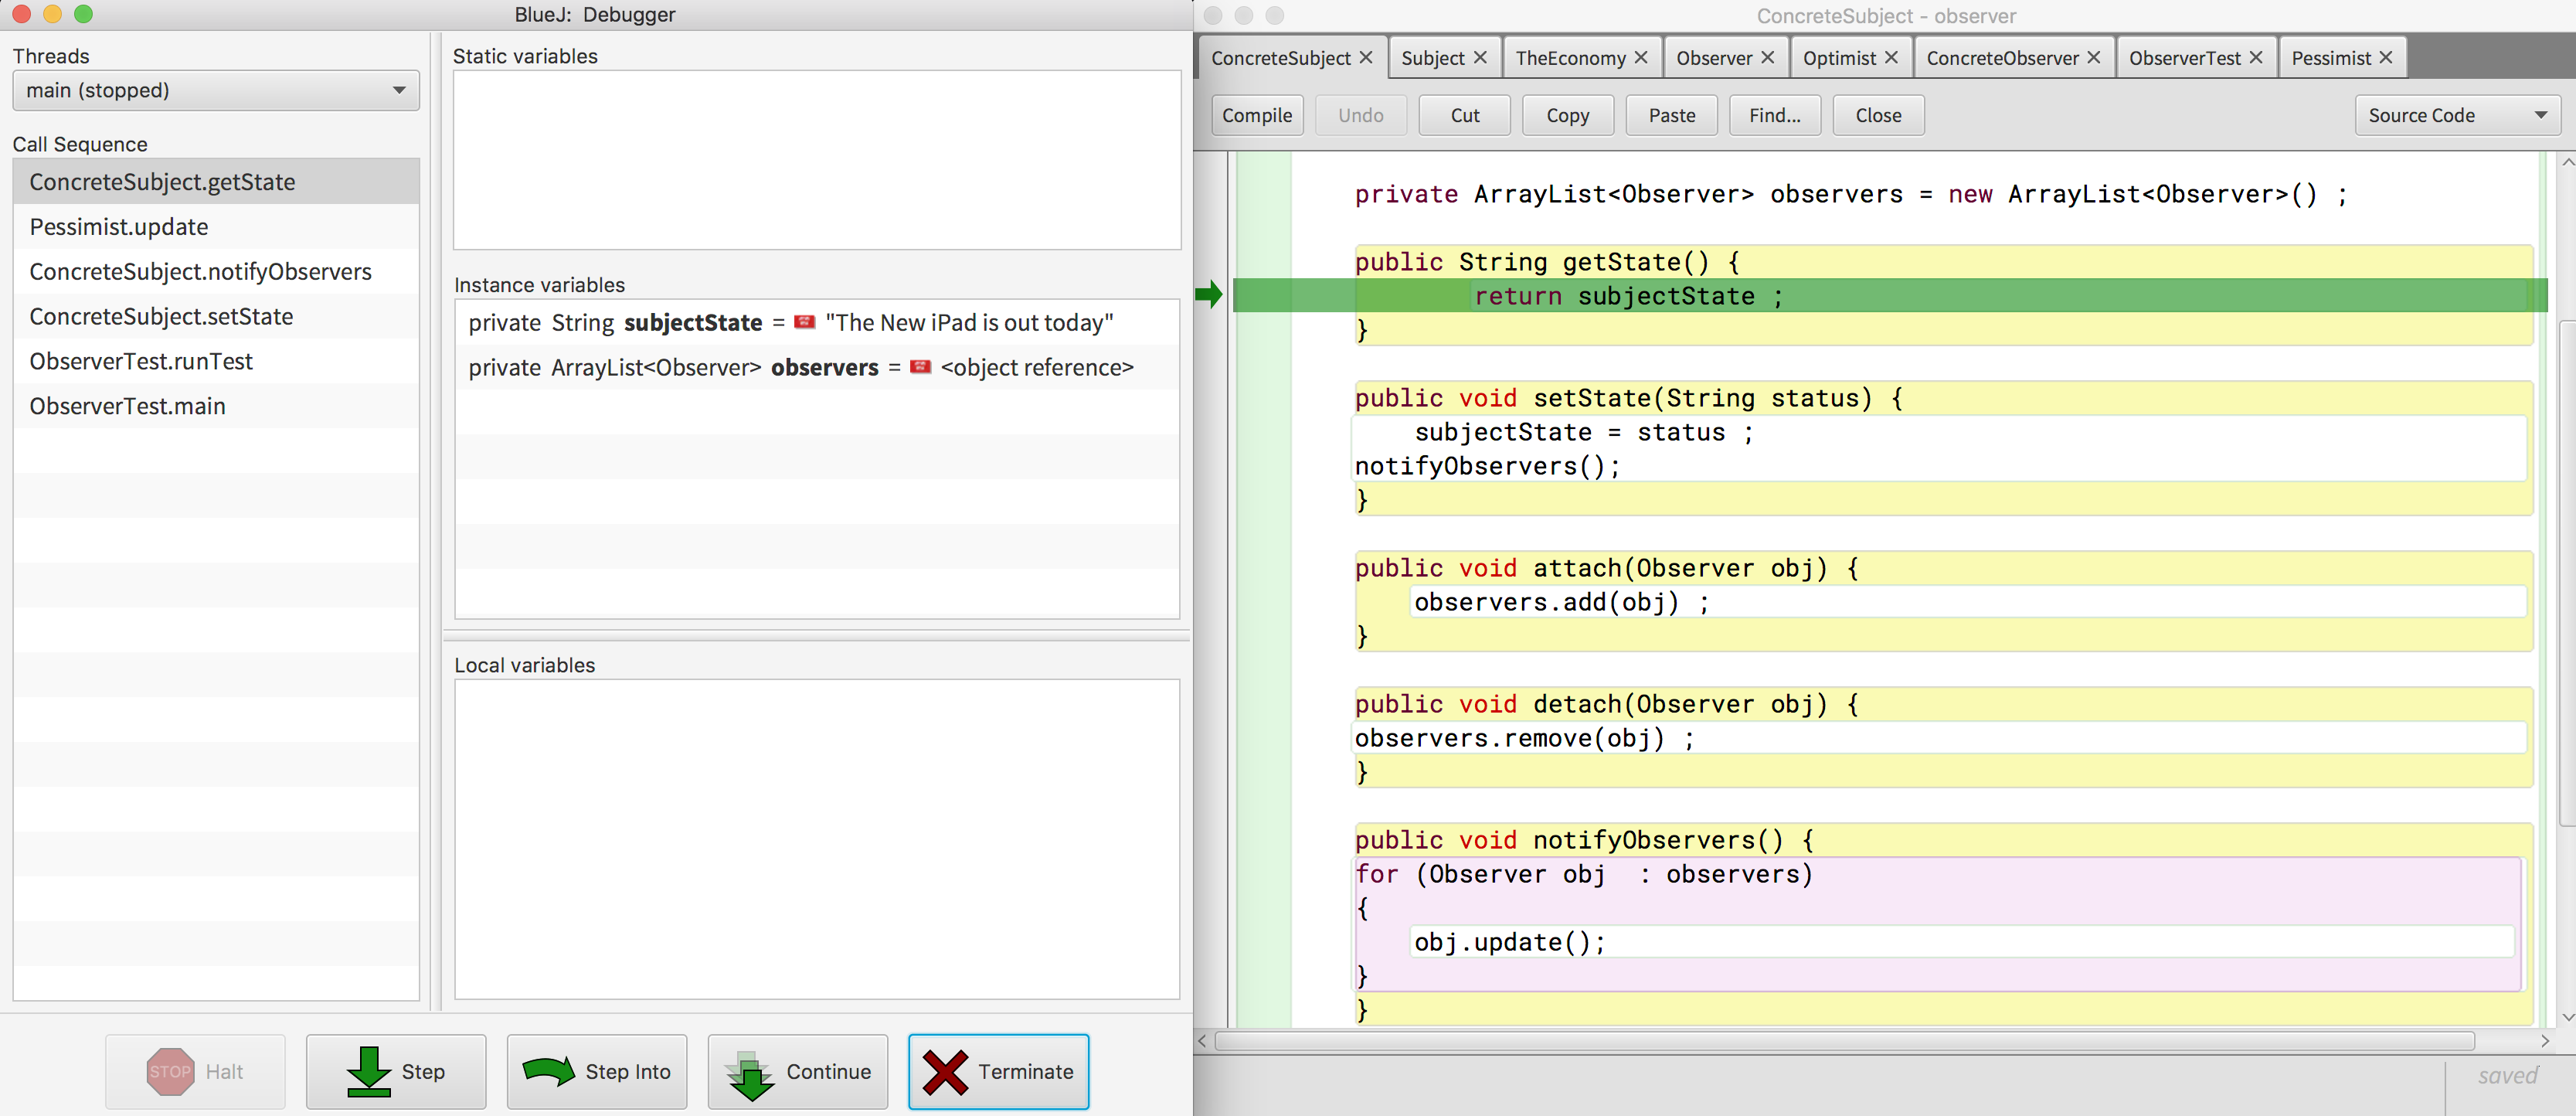 BlueJ: Debugger
Threads
main (stopped)
Call Sequence
ConcreteSubject.getState
Pessimist.update
ConcreteSubject.notifyObservers
ConcreteSubject.setState
ObserverTest.runTest
ObserverTest.main
Static variables
Instance variables
private String subjectState = "The New iPad is out today"
private ArrayList<Observer> observers = <object reference>
Local variables
STOP Halt
Step
Step Into
Continue
Terminate
ConcreteSubject - observer
ConcreteSubject Subject TheEconomy Observer Optimist ConcreteObserver ObserverTest Pessimist
Compile Undo Cut Copy Paste Find... Close Source Code
private ArrayList<Observer> observers = new ArrayList<Observer>() ;
public String getState() {
return subjectState ;
}
public void setState(String status) {
subjectState = status ;
notifyObservers();
}
public void attach(Observer obj) {
observers.add(obj) ;
}
public void detach(Observer obj) {
observers.remove(obj) ;
}
public void notifyObservers() {
for (Observer obj  : observers)
{
obj.update();
}
}
saved